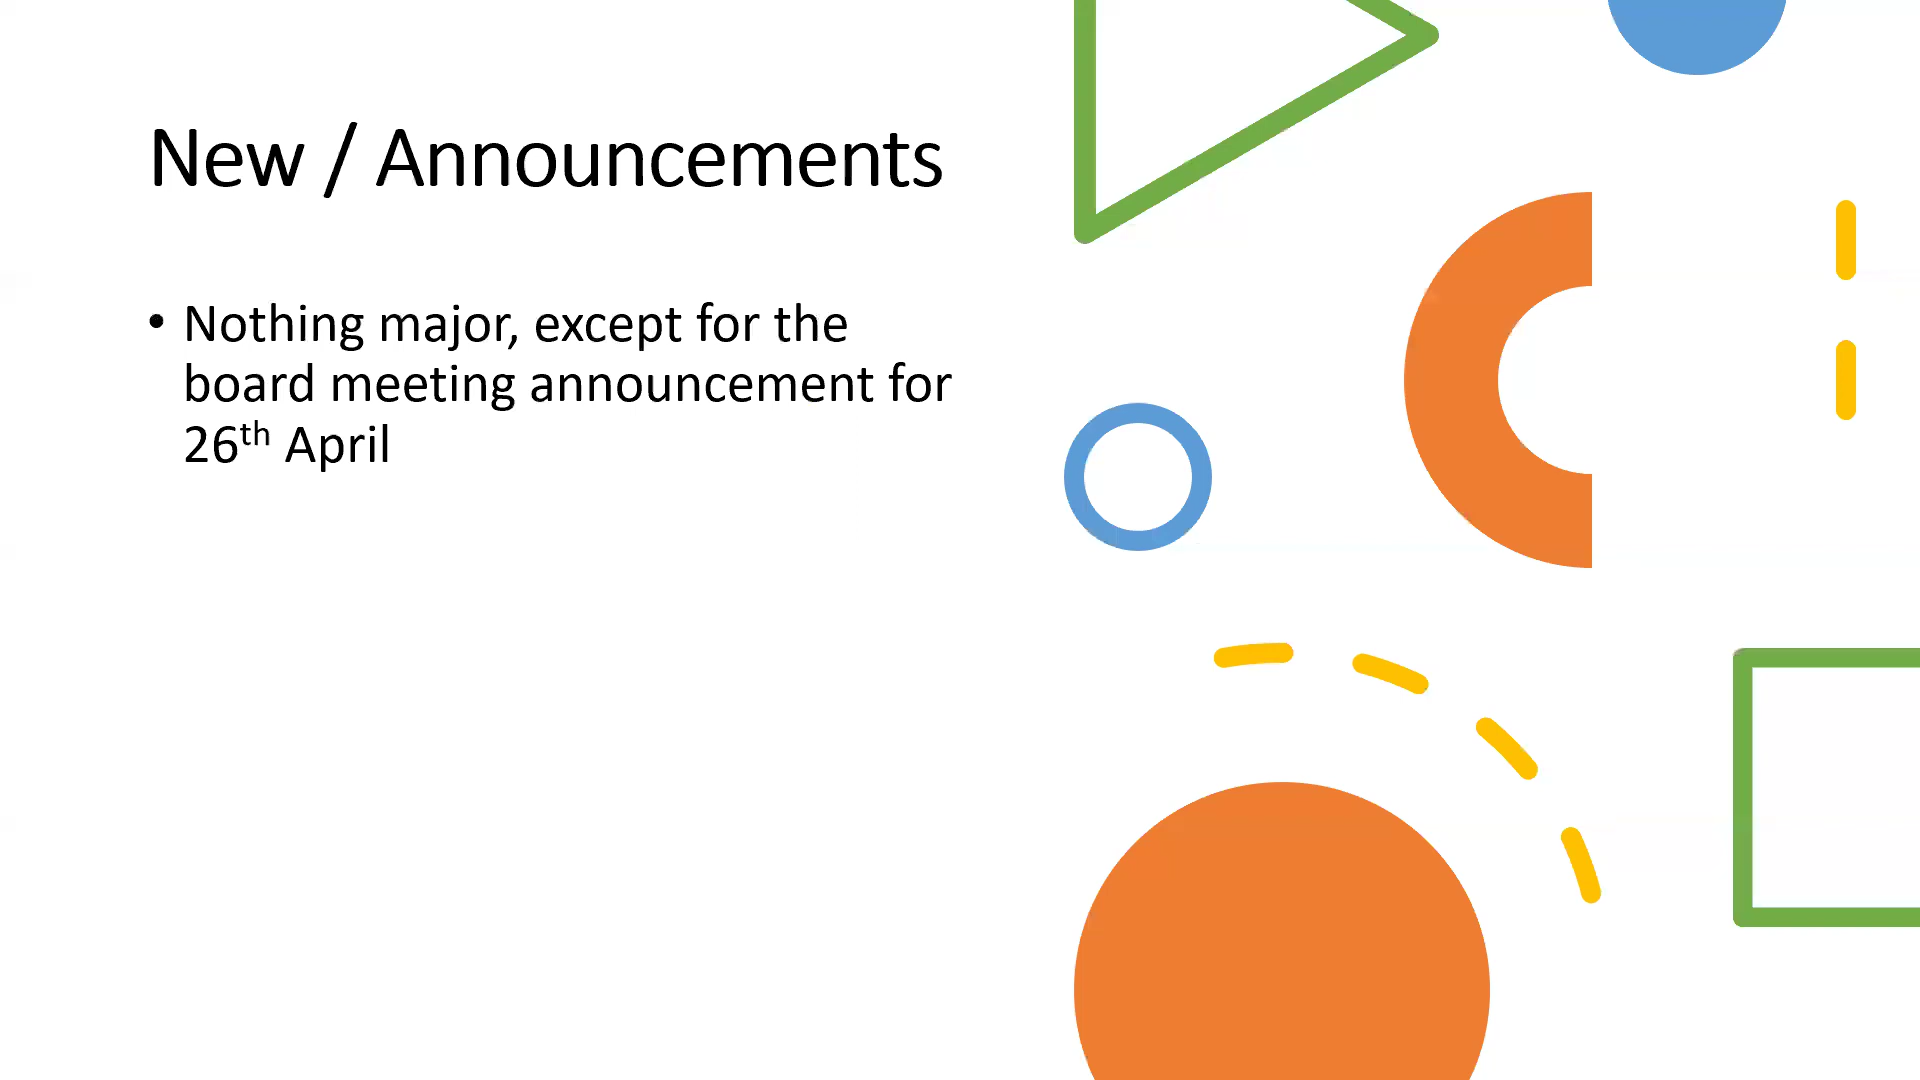 New / Announcements
• Nothing major, except for the
board meeting announcement for
26th April